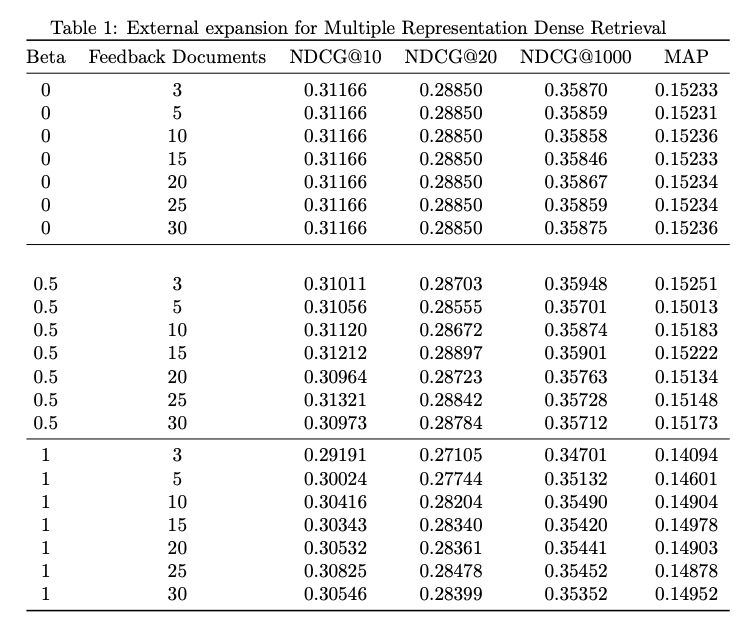 Table 1: External expansion for Multiple Representation Dense Retrieval
Beta Feedback Documents NDCG@10 NDCG@20 NDCG@1000 MAP
0 3 0.31166 0.28850 0.35870 0.15233
0 5 0.31166 0.28850 0.35859 0.15231
0 10 0.31166 0.28850 0.35858 0.15236
0 15 0.31166 0.28850 0.35846 0.15233
0 20 0.31166 0.28850 0.35867 0.15234
0 25 0.31166 0.28850 0.35859 0.15234
0 30 0.31166 0.28850 0.35875 0.15236
0.5 3 0.31011 0.28703 0.35948 0.15251
0.5 5 0.31056 0.28555 0.35701 0.15013
0.5 10 0.31120 0.28672 0.35874 0.15183
0.5 15 0.31212 0.28897 0.35901 0.15222
0.5 20 0.30964 0.28723 0.35763 0.15134
0.5 25 0.31321 0.28842 0.35728 0.15148
0.5 30 0.30973 0.28784 0.35712 0.15173
1 3 0.29191 0.27105 0.34701 0.14094
1 5 0.30024 0.27744 0.35132 0.14601
1 10 0.30416 0.28204 0.35490 0.14904
1 15 0.30343 0.28340 0.35420 0.14978
1 20 0.30532 0.28361 0.35441 0.14903
1 25 0.30825 0.28478 0.35452 0.14878
1 30 0.30546 0.28399 0.35352 0.14952